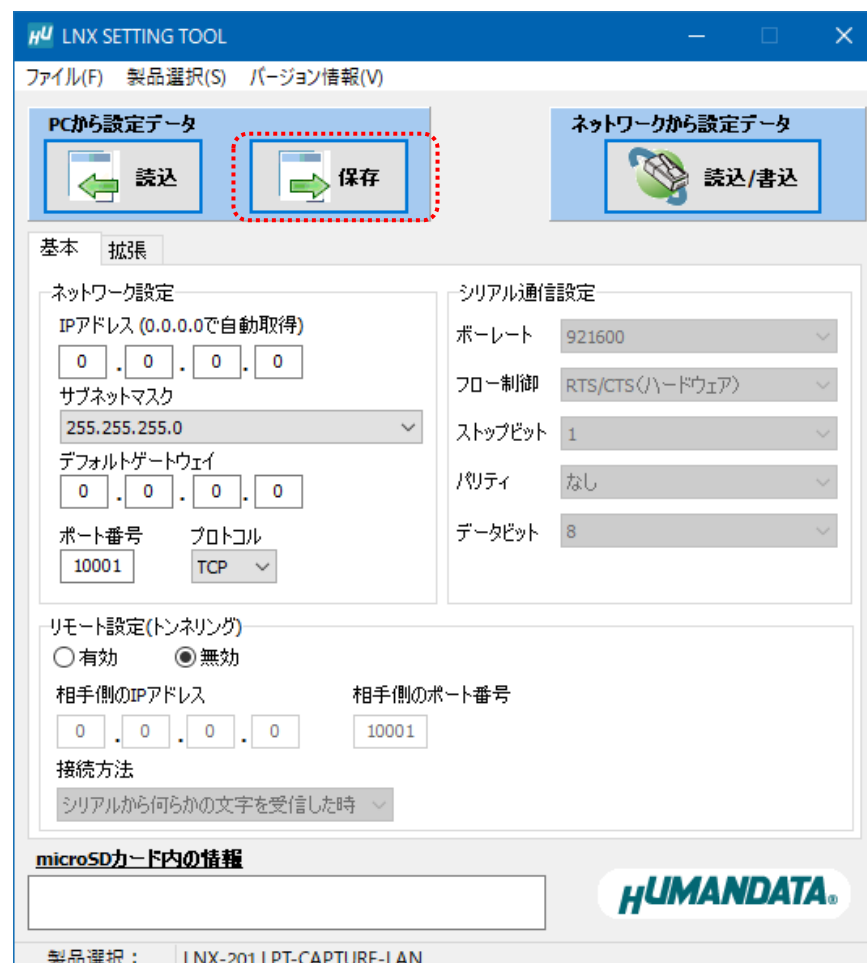 LNX SETTING TOOL
ファイル(F) 製品選択(S) バージョン情報(V)
PCから設定データ
読込
保存
ネットワークから設定データ
読込/書込
基本
拡張
ネットワーク設定
IPアドレス (0.0.0.0で自動取得)
0 . 0 . 0 . 0
サブネットマスク
255.255.255.0
デフォルトゲートウェイ
0 . 0 . 0 . 0
ポート番号 プロトコル
10001 TCP
シリアル通信設定
ボーレート 921600
フロー制御 RTS/CTS(ハードウェア)
ストップビット 1
パリティ なし
データビット 8
リモート設定(トンネリング)
有効 無効
相手側のIPアドレス 相手側のポート番号
0 . 0 . 0 . 0 10001
接続方法
シリアルから何らかの文字を受信した時
microSDカード内の情報
HUMANDATA®
製品選択： LNX-201 LPT-CAPTURE-LAN